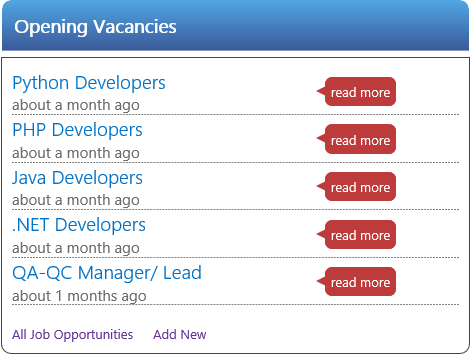 Opening Vacancies
Python Developers
read more
about a month ago
PHP Developers
read more
about a month ago
Java Developers
read more
about a month ago
.NET Developers
read more
about a month ago
QA-QC Manager/ Lead
read more
about 1 months ago
All Job Opportunities Add New